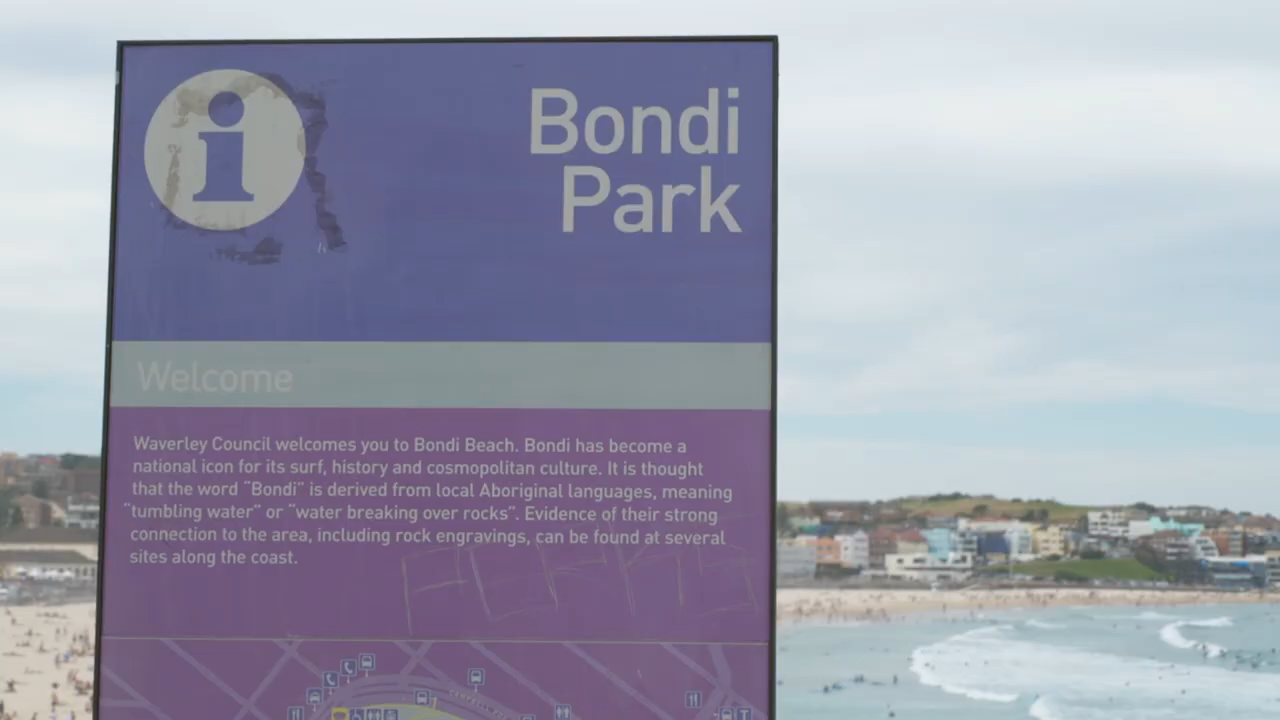 i
Bondi
Park
Welcome
Waverley Council welcomes you to Bondi Beach. Bondi has become a
national icon for its surf, history and cosmopolitan culture. It is thought
that the word "Bondi" is derived from local Aboriginal languages, meaning
"tumbling water" or "water breaking over rocks". Evidence of their strong
connection to the area, including rock engravings, can be found at several
sites along the coast.